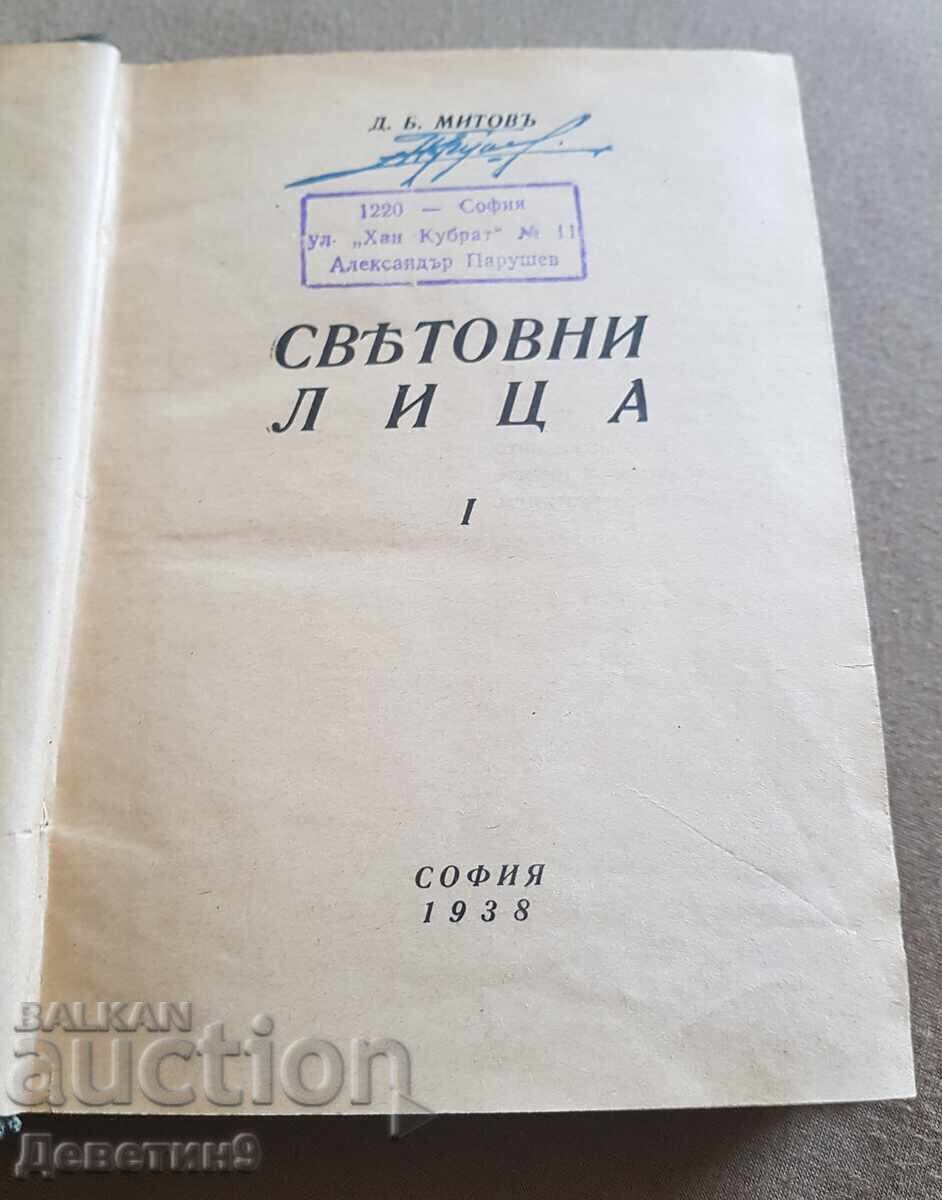 Д. Б. МИТОВЪ
1220 — София
ул. „Хан Кубрат" № 11
Александър Парушев
СВѢТОВНИ
ЛИЦА
I
СОФИЯ
1938
BALKAN
auction
Деветин9